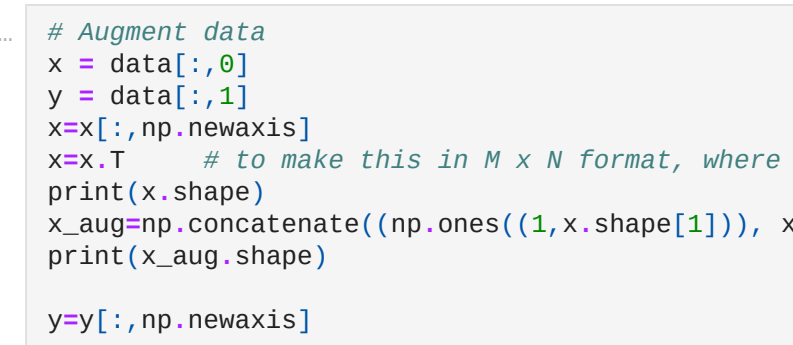 ...
# Augment data
x = data[:,0]
y = data[:,1]
x=x[:,np.newaxis]
x=x.T     # to make this in M x N format, where
print(x.shape)
x_aug=np.concatenate((np.ones((1,x.shape[1])), x
print(x_aug.shape)
y=y[:,np.newaxis]